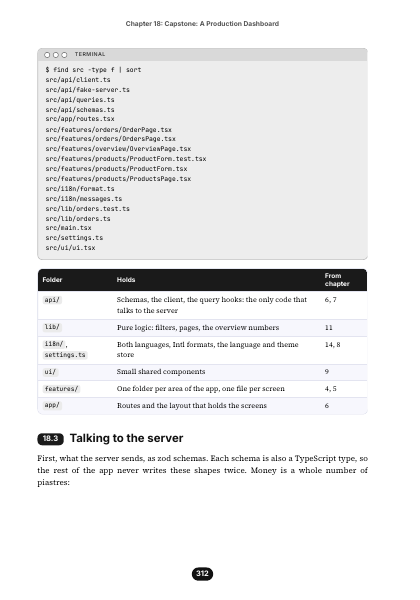 Chapter 18: Capstone: A Production Dashboard
TERMINAL
$ find src -type f | sort
src/api/client.ts
src/api/fake-server.ts
src/api/queries.ts
src/api/schemas.ts
src/app/routes.tsx
src/features/orders/OrderPage.tsx
src/features/orders/OrdersPage.tsx
src/features/overview/OverviewPage.tsx
src/features/products/ProductForm.test.tsx
src/features/products/ProductForm.tsx
src/features/products/ProductsPage.tsx
src/i18n/format.ts
src/i18n/messages.ts
src/lib/orders.test.ts
src/lib/orders.ts
src/main.tsx
src/settings.ts
src/ui/ui.tsx
Folder Holds From
chapter
api/ Schemas, the client, the query hooks: the only code that 6, 7
talks to the server
lib/ Pure logic: filters, pages, the overview numbers 11
i18n/ , Both languages, Intl formats, the language and theme 14, 8
settings.ts store
ui/ Small shared components 9
features/ One folder per area of the app, one file per screen 4, 5
app/ Routes and the layout that holds the screens 6
18.3 Talking to the server
First, what the server sends, as zod schemas. Each schema is also a TypeScript type, so
the rest of the app never writes these shapes twice. Money is a whole number of
piastres:
312